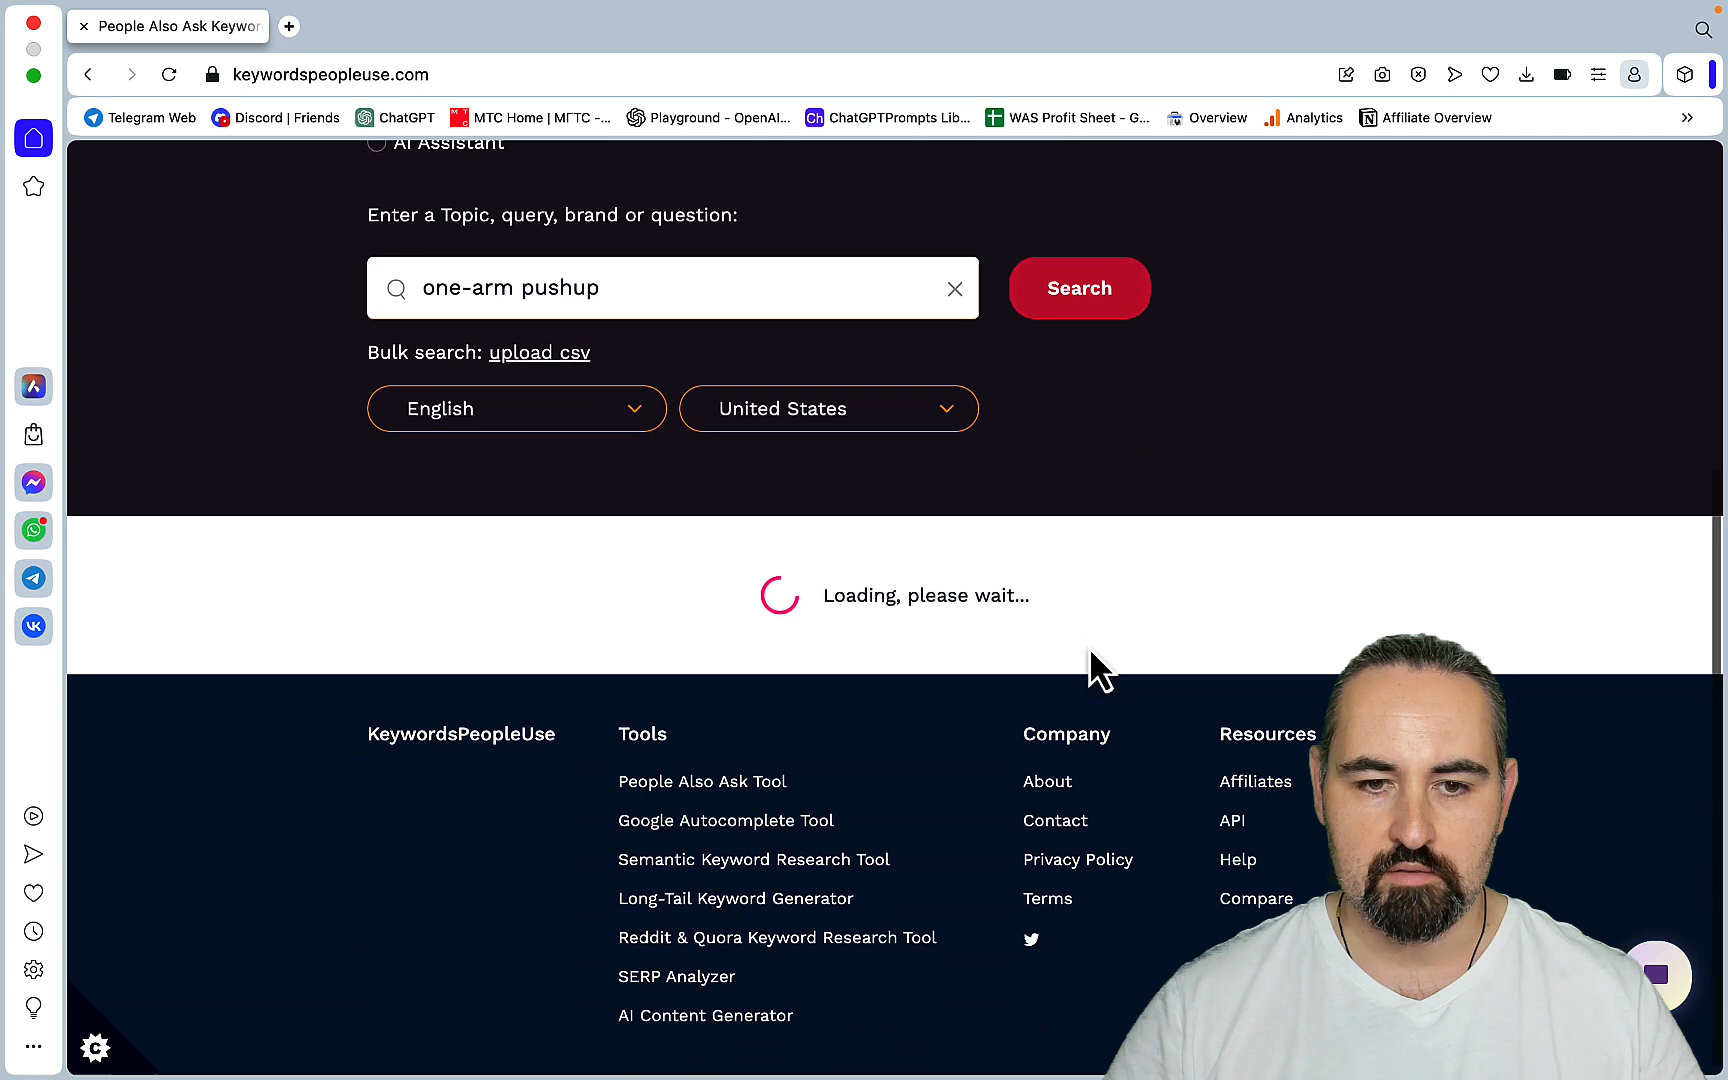 People Also Ask Keywor
keywordspeopleuse.com
Telegram Web
Discord | Friends
ChatGPT
MTC Home | МГТС -...
Playground - OpenAI...
Ch
ChatGPTPrompts Lib...
WAS Profit Sheet - G...
Overview
Analytics
Affiliate Overview
AI Assistant
Enter a Topic, query, brand or question:
one-arm pushup
Search
Bulk search: upload csv
English
United States
Loading, please wait...
KeywordsPeopleUse
Tools
People Also Ask Tool
Google Autocomplete Tool
Semantic Keyword Research Tool
Long-Tail Keyword Generator
Reddit & Quora Keyword Research Tool
SERP Analyzer
AI Content Generator
Company
About
Contact
Privacy Policy
Terms
Resources
Affiliates
API
Help
Compare